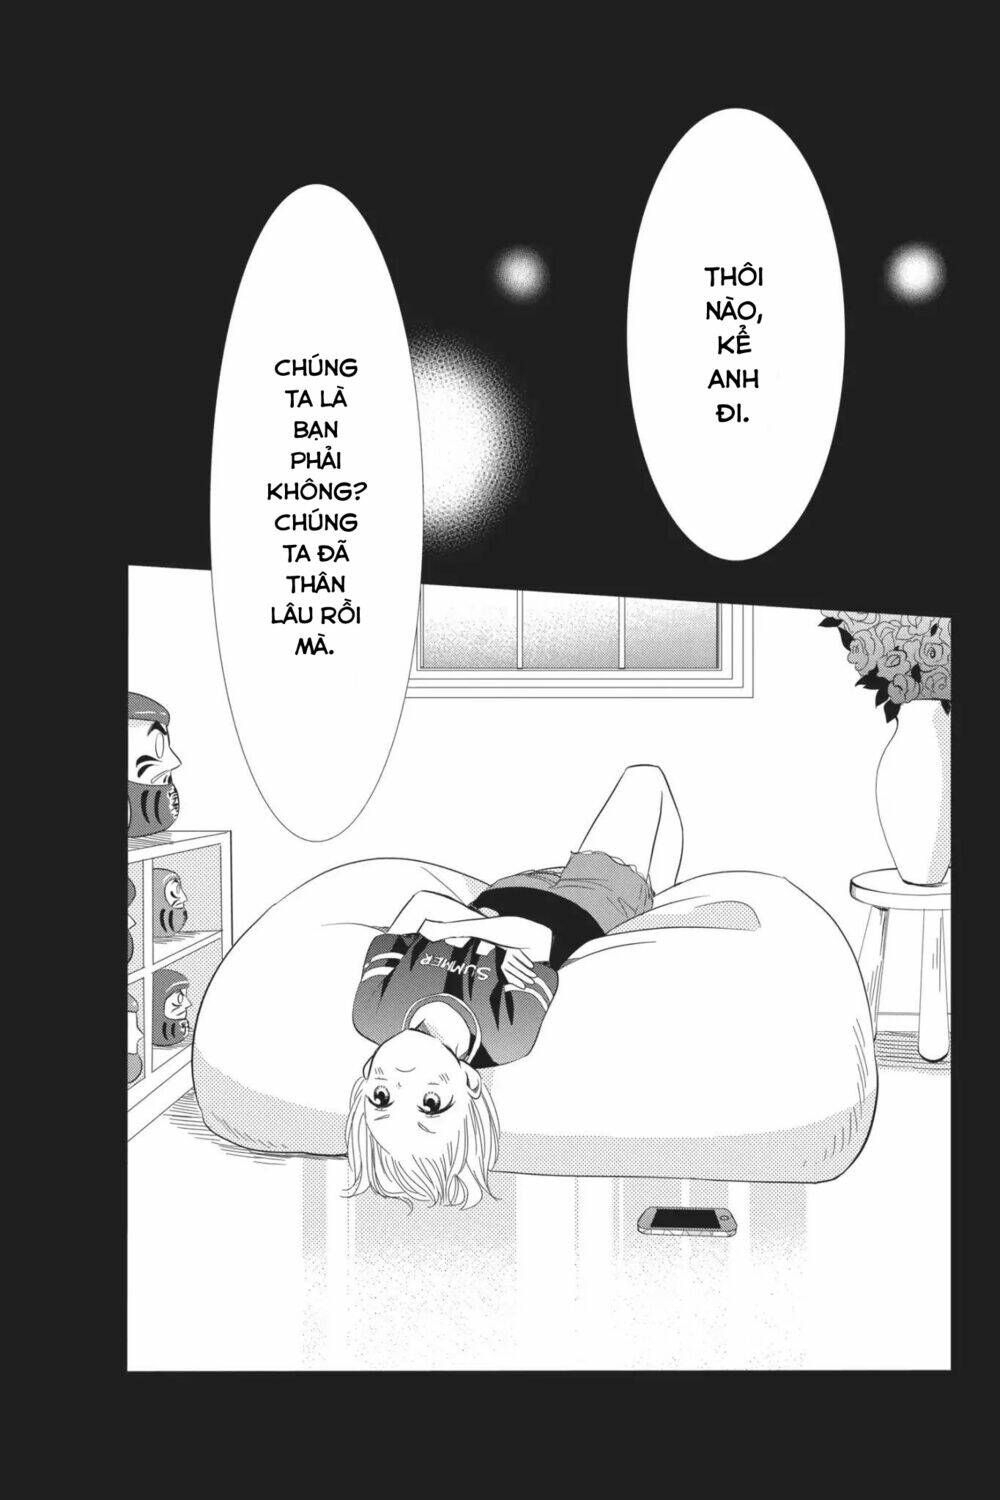 THÔI
NÀO,
KỂ
ANH
ĐI.
CHÚNG
TA LÀ
BẠN
PHẢI
KHÔNG?
CHÚNG
TA ĐÃ
THÂN
LÂU RỒI
MÀ.
SUMMER